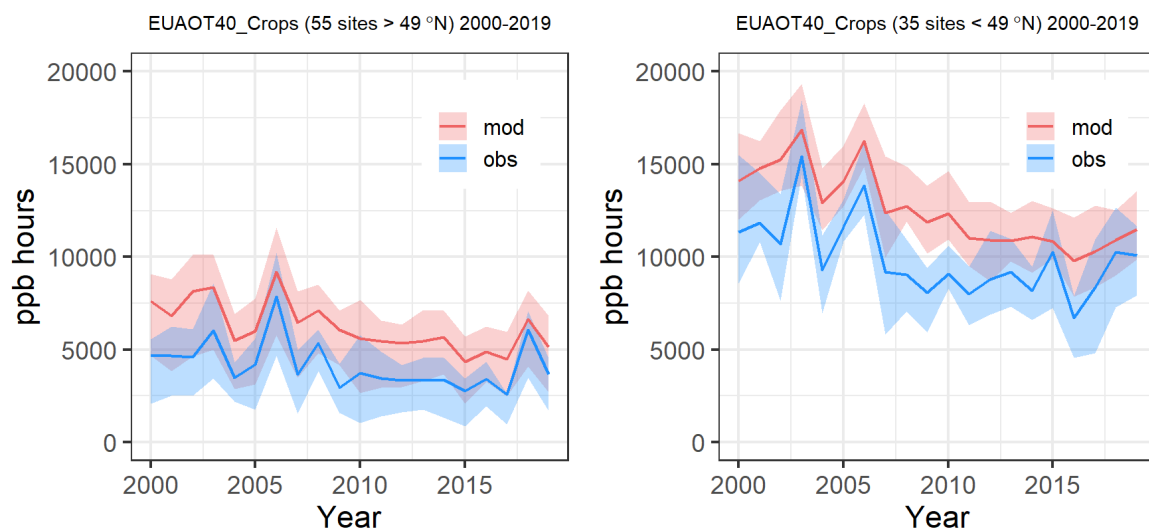 EUAOT40_Crops (55 sites > 49 °N) 2000-2019
20000
15000
10000
5000
0
ppb hours
mod
obs
2000 2005 2010 2015
Year
EUAOT40_Crops (35 sites < 49 °N) 2000-2019
20000
15000
10000
5000
0
ppb hours
mod
obs
2000 2005 2010 2015
Year